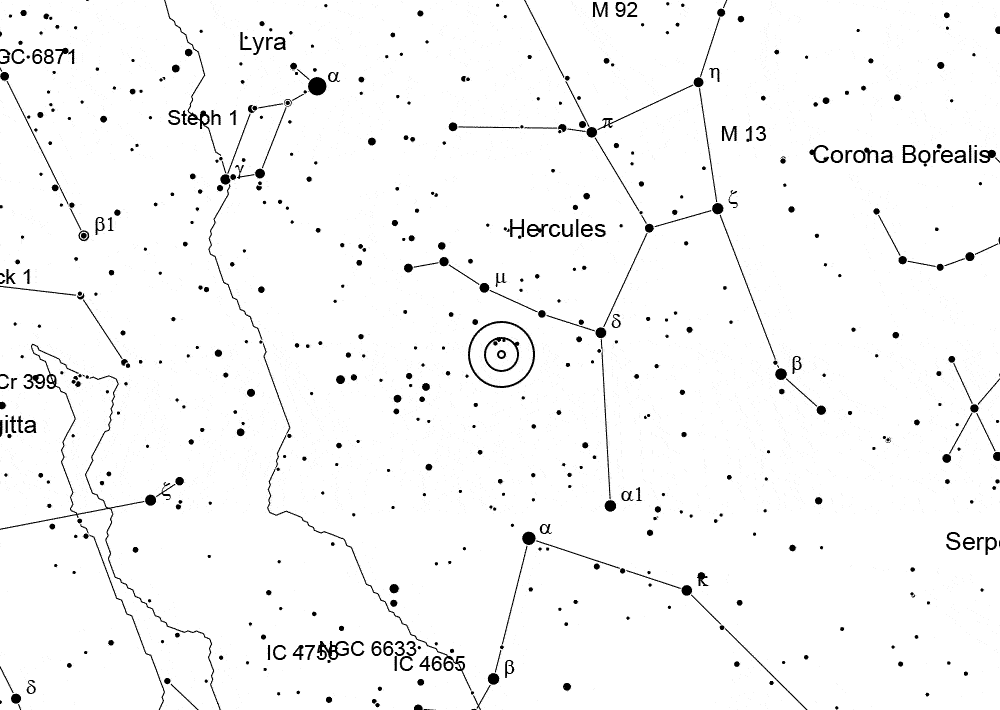 M 92
Lyra
GC 6871
α
η
Steph 1
π
M 13
Corona Borealis
γ
ζ
β1
Hercules
ck 1
μ
δ
β
Cr 399
gitta
ζ
α1
α
Serpe
κ
IC 4756
NGC 6633
IC 4665
β
δ